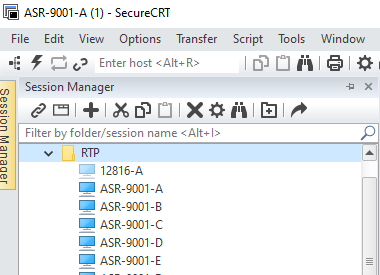 ASR-9001-A (1) - SecureCRT
File Edit View Options Transfer Script Tools Window
Enter host <Alt+R>
Session Manager
Session Manager
Filter by folder/session name <Alt+I>
RTP
12816-A
ASR-9001-A
ASR-9001-B
ASR-9001-C
ASR-9001-D
ASR-9001-E